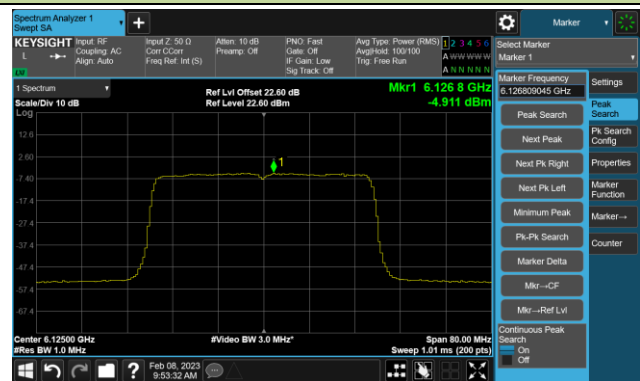 Spectrum Analyzer 1
Swept SA
Marker
KEYSIGHT
L
LV
Input: RF
Coupling: AC
Align: Auto
Input Z: 50 Ω
Corr CCorr
Freq Ref: Int (S)
Atten: 10 dB
Preamp: Off
PNO: Fast
Gate: Off
IF Gain: Low
Sig Track: Off
Avg Type: Power (RMS)
Avg|Hold: 100/100
Trig: Free Run
1 2 3 4 5 6
A W W W W W
A N N N N N
Select Marker
Marker 1
1 Spectrum
Scale/Div 10 dB
Log
Ref Lvl Offset 22.60 dB
Ref Level 22.60 dBm
Mkr1 6.126 8 GHz
-4.911 dBm
12.6
2.60
-7.40
-17.4
-27.4
-37.4
-47.4
-57.4
-67.4
1
Center 6.12500 GHz
#Res BW 1.0 MHz
#Video BW 3.0 MHz*
Span 80.00 MHz
Sweep 1.01 ms (200 pts)
Marker Frequency
6.126809045 GHz
Peak Search
Next Peak
Next Pk Right
Next Pk Left
Minimum Peak
Pk-Pk Search
Marker Delta
Mkr→CF
Mkr→Ref Lvl
Continuous Peak
Search
On
Off
Settings
Peak
Search
Pk Search
Config
Properties
Marker
Function
Marker→
Counter
?
Feb 08, 2023
9:53:32 AM